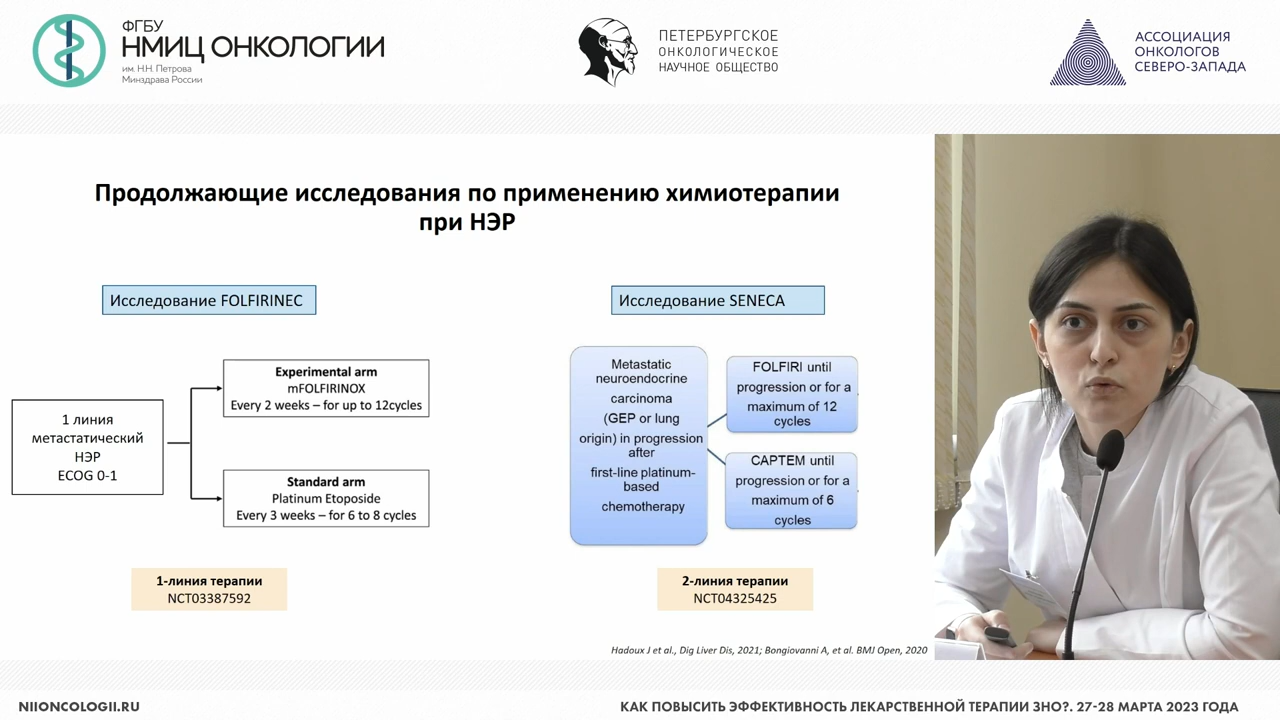 ФГБУ
НМИЦ ОНКОЛОГИИ
им. Н.Н. Петрова
Минздрава России
ПЕТЕРБУРГСКОЕ
ОНКОЛОГИЧЕСКОЕ
НАУЧНОЕ ОБЩЕСТВО
АССОЦИАЦИЯ
ОНКОЛОГОВ
СЕВЕРО-ЗАПАДА
Продолжающие исследования по применению химиотерапии
при НЭР
Исследование FOLFIRINEC
1 линия
метастатический
НЭР
ECOG 0-1
Experimental arm
mFOLFIRINOX
Every 2 weeks – for up to 12cycles
Standard arm
Platinum Etoposide
Every 3 weeks – for 6 to 8 cycles
1-линия терапии
NCT03387592
Исследование SENECA
Metastatic
neuroendocrine
carcinoma
(GEP or lung
origin) in progression
after
first-line platinum-
based
chemotherapy
FOLFIRI until
progression or for a
maximum of 12
cycles
CAPTEM until
progression or for a
maximum of 6
cycles
2-линия терапии
NCT04325425
Hadoux J et al., Dig Liver Dis, 2021; Bongiovanni A, et al. BMJ Open, 2020
NIIONCOLOGII.RU
КАК ПОВЫСИТЬ ЭФФЕКТИВНОСТЬ ЛЕКАРСТВЕННОЙ ТЕРАПИИ ЗНО?. 27-28 МАРТА 2023 ГОДА